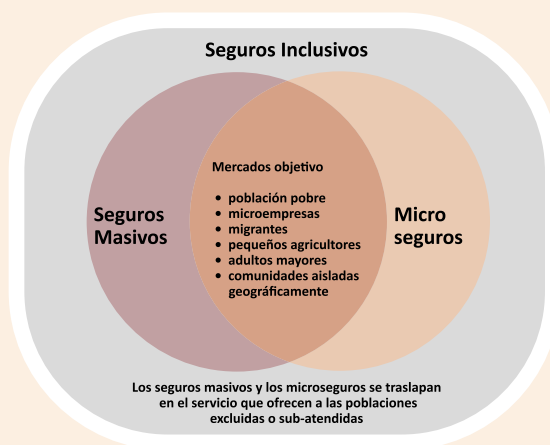 Seguros Inclusivos
Mercados objetivo
• población pobre
• microempresas
• migrantes
• pequeños agricultores
• adultos mayores
• comunidades aisladas
geográficamente
Seguros
Masivos
Micro
seguros
Los seguros masivos y los microseguros se traslapan
en el servicio que ofrecen a las poblaciones
excluidas o sub-atendidas